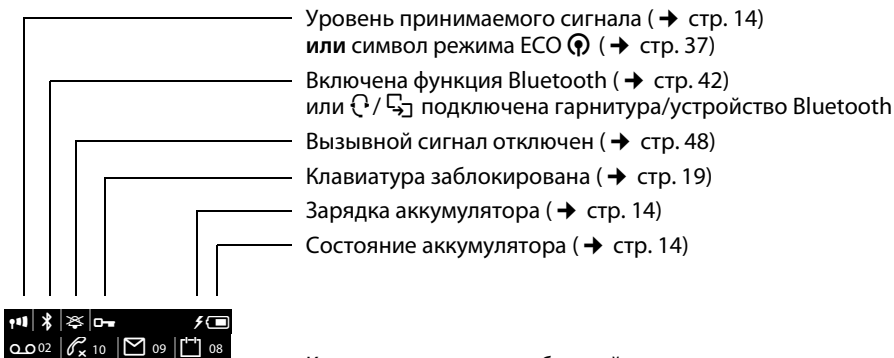 Уровень принимаемого сигнала ( ➔ стр. 14)
или символ режима ECO ( ➔ стр. 37)
Включена функция Bluetooth ( ➔ стр. 42)
или / подключена гарнитура/устройство Bluetooth
Вызывной сигнал отключен ( ➔ стр. 48)
Клавиатура заблокирована ( ➔ стр. 19)
Зарядка аккумулятора ( ➔ стр. 14)
Состояние аккумулятора ( ➔ стр. 14)
02 10 09 08